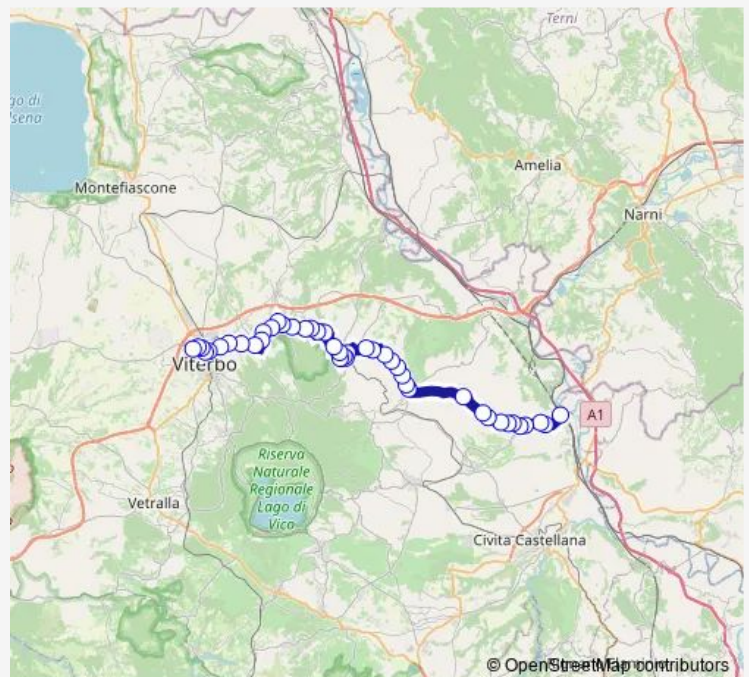 Terni
go di
lsena
Amelia
Montefiascone
Narni
Viterbo
A1
Riserva
Naturale
Regionale
Lago di
Vico
Vetralla
Civita Castellana
© OpenStreetMap contributors